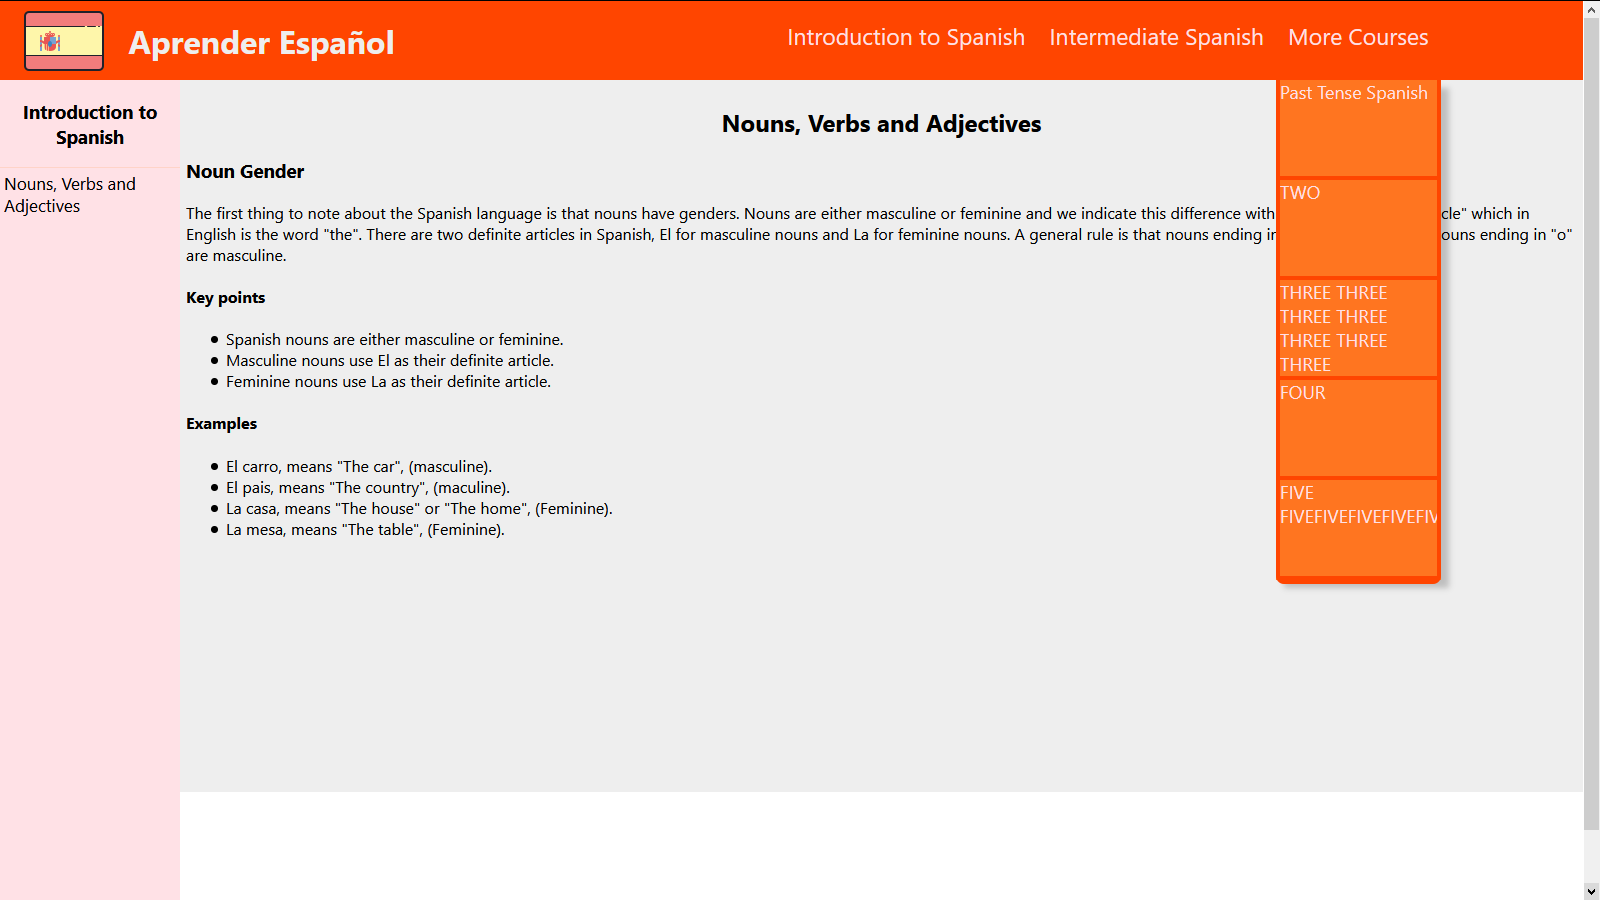 Aprender Español
Introduction to Spanish
Intermediate Spanish
More Courses
Introduction to
Spanish
Nouns, Verbs and
Adjectives
Nouns, Verbs and Adjectives
Noun Gender
The first thing to note about the Spanish language is that nouns have genders. Nouns are either masculine or feminine and we indicate this difference with cle" which in
English is the word "the". There are two definite articles in Spanish, El for masculine nouns and La for feminine nouns. A general rule is that nouns ending in ouns ending in "o"
are masculine.
Key points
Spanish nouns are either masculine or feminine.
Masculine nouns use El as their definite article.
Feminine nouns use La as their definite article.
Examples
El carro, means "The car", (masculine).
El pais, means "The country", (maculine).
La casa, means "The house" or "The home", (Feminine).
La mesa, means "The table", (Feminine).
Past Tense Spanish
TWO
THREE THREE
THREE THREE
THREE THREE
THREE
FOUR
FIVE
FIVEFIVEFIVEFIVEFIV